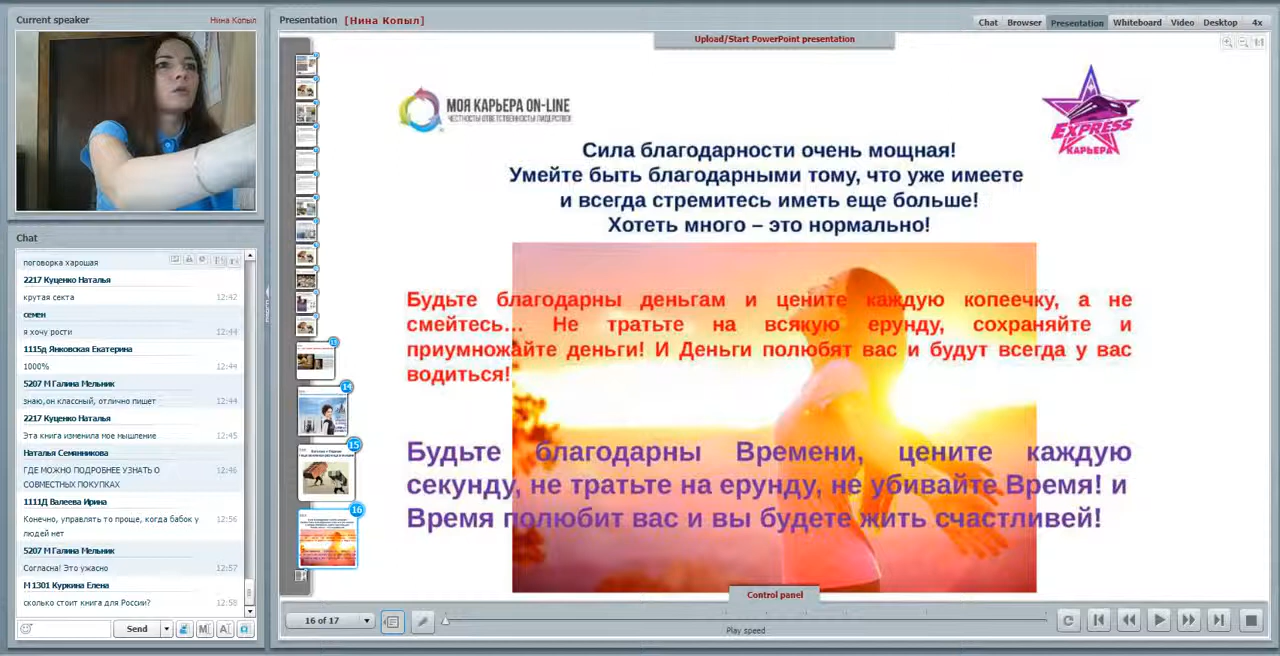 Current speaker
Нина Копыл
Presentation [Нина Копыл]
Chat Browser Presentation Whiteboard Video Desktop 4x
Upload/Start PowerPoint presentation
МОЯ КАРЬЕРА ON-LINE
ЧЕСТНОСТЬ ОТВЕТСТВЕННОСТЬ ЛИДЕРСТВО
EXPRESS
КАРЬЕРА
Сила благодарности очень мощная!
Умейте быть благодарными тому, что уже имеете
и всегда стремитесь иметь еще больше!
Хотеть много – это нормально!
Будьте благодарны деньгам и цените каждую копеечку, а не
смейтесь… Не тратьте на всякую ерунду, сохраняйте и
приумножайте деньги! И Деньги полюбят вас и будут всегда у вас
водиться!
Будьте благодарны Времени, цените каждую
секунду, не тратьте на ерунду, не убивайте Время! и
Время полюбит вас и вы будете жить счастливей!
14
15
16
Chat
поговорка харошая
2217 Куценко Наталья
крутая секта 12:42
семен
я хочу рости 12:44
1115д Янковская Екатерина
1000% 12:44
5207 М Галина Мельник
знаю,он классный, отлично пишет 12:44
2217 Куценко Наталья
Эта книга изменила мое мышление 12:45
Наталья Семянникова
ГДЕ МОЖНО ПОДРОБНЕЕ УЗНАТЬ О 12:46
СОВМЕСТНЫХ ПОКУПКАХ
1111Д Валеева Ирина
Конечно, управлять то проще, когда бабок у 12:56
людей нет
5207 М Галина Мельник
Согласна! Это ужасно 12:57
М 1301 Куркина Елена
сколько стоит книга для России? 12:58
Send
Control panel
16 of 17
Play speed